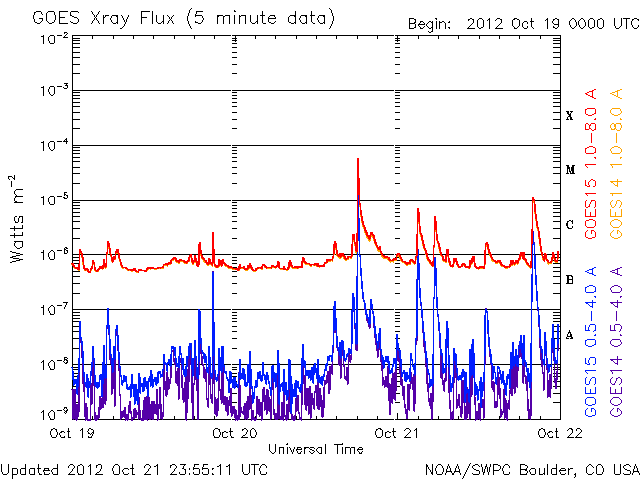 GOES Xray Flux (5 minute data)
Begin: 2012 Oct 19 0000 UTC
10-2
10-3
10-4
10-5
10-6
10-7
10-8
10-9
Watts m-2
X
M
C
B
A
GOES15 1.0-8.0 A
GOES14 1.0-8.0 A
GOES15 0.5-4.0 A
GOES14 0.5-4.0 A
Oct 19 Oct 20 Oct 21 Oct 22
Universal Time
Updated 2012 Oct 21 23:55:11 UTC
NOAA/SWPC Boulder, CO USA